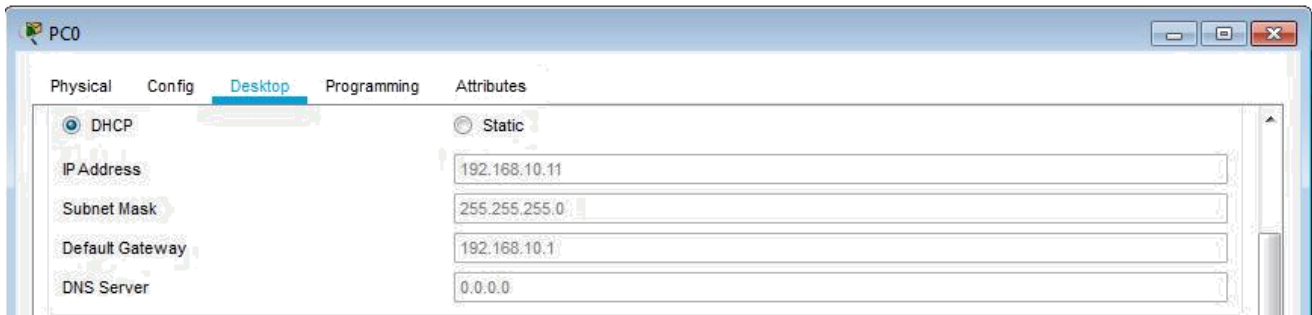 PC0
Physical Config Desktop Programming Attributes
DHCP Static
IP Address 192.168.10.11
Subnet Mask 255.255.255.0
Default Gateway 192.168.10.1
DNS Server 0.0.0.0